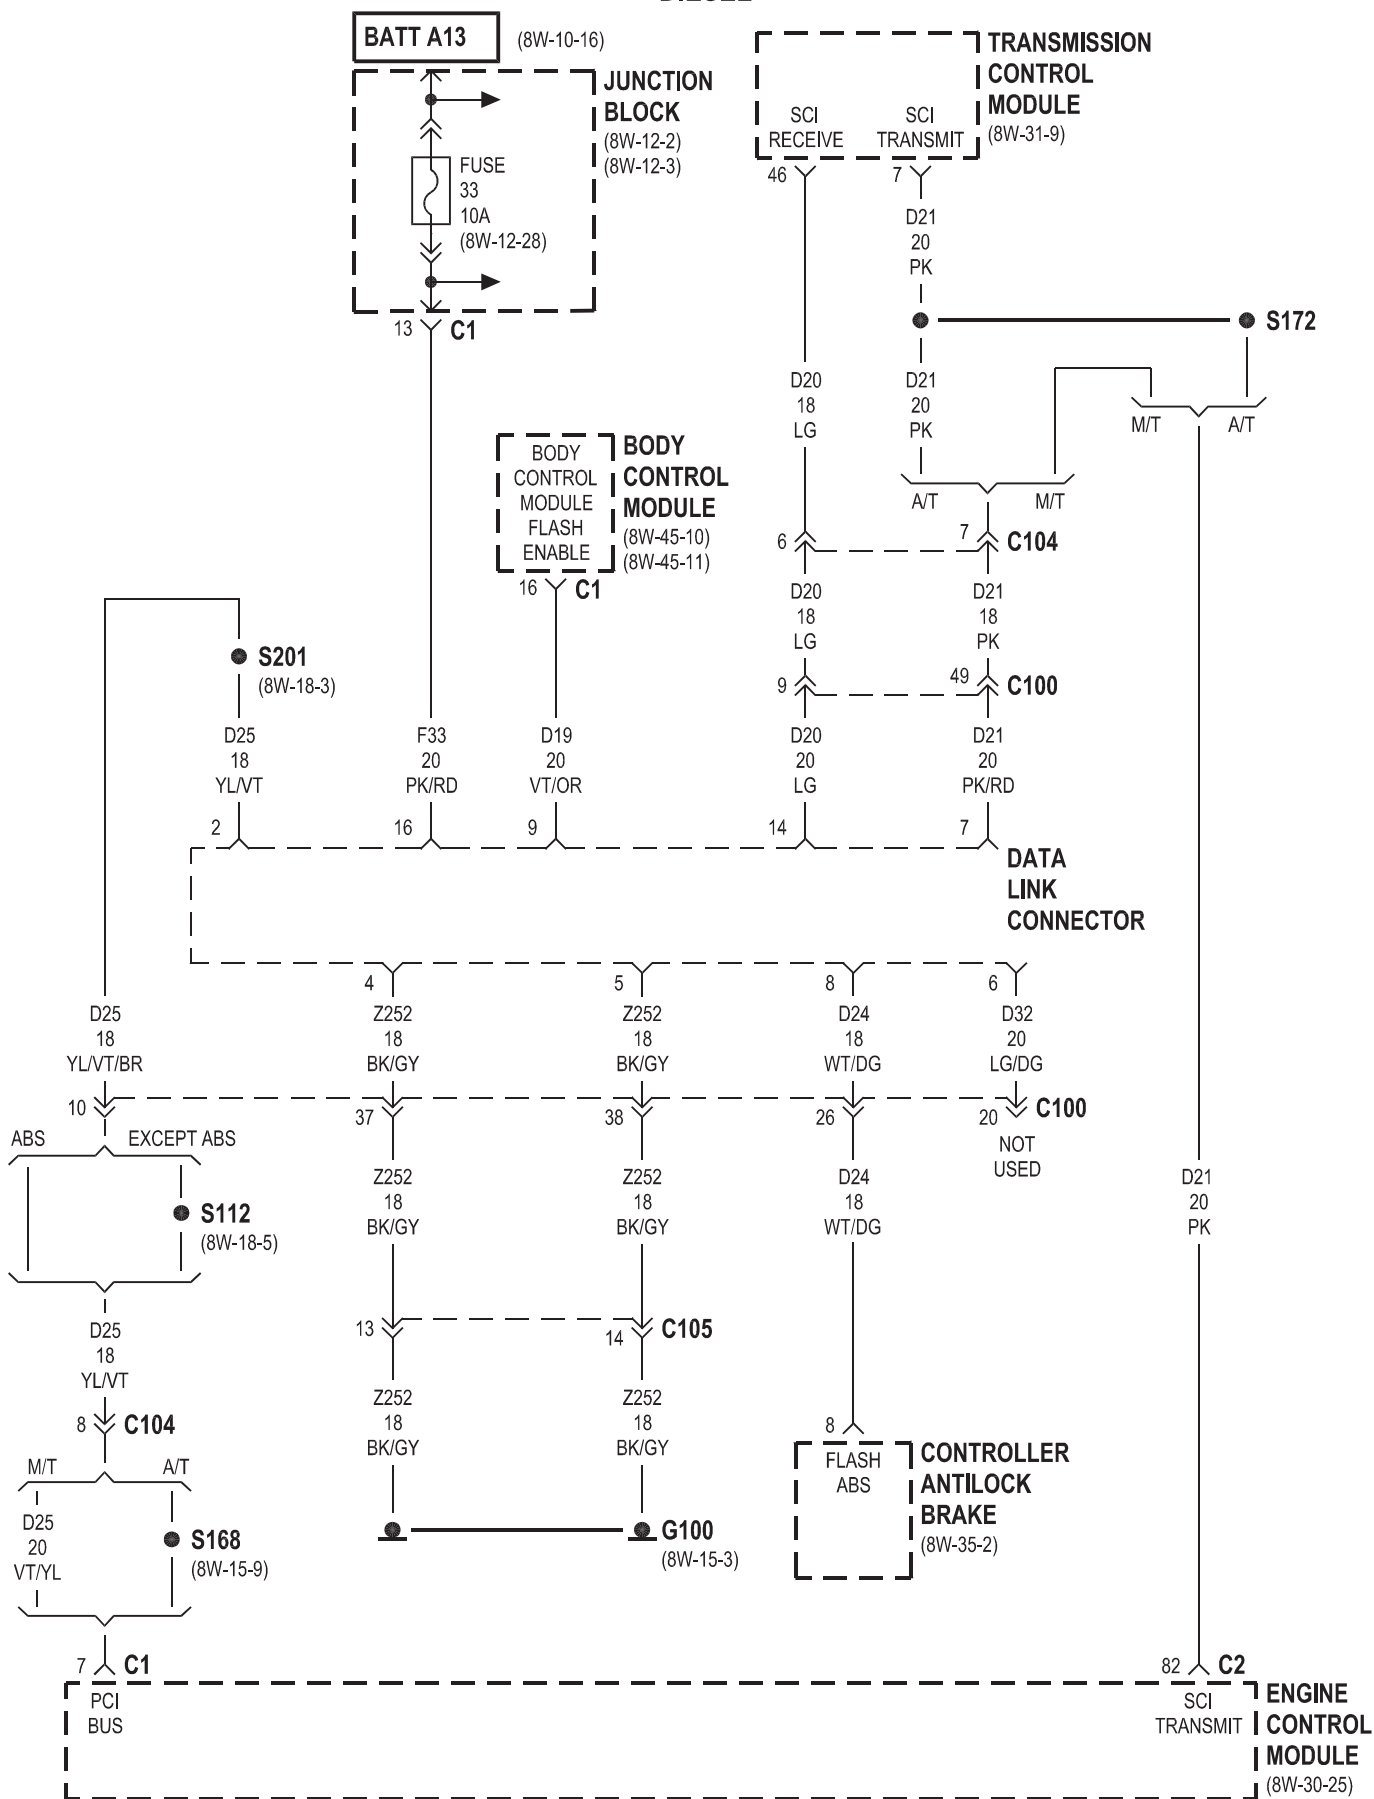 BATT A13
(8W-10-16)
JUNCTION
BLOCK
(8W-12-2)
(8W-12-3)
FUSE
33
10A
(8W-12-28)
13
C1
TRANSMISSION
CONTROL
MODULE
(8W-31-9)
SCI
RECEIVE
SCI
TRANSMIT
46
7
D21
20
PK
S172
D20
18
LG
D21
20
PK
M/T
A/T
A/T
M/T
BODY
CONTROL
MODULE
FLASH
ENABLE
BODY
CONTROL
MODULE
(8W-45-10)
(8W-45-11)
16
C1
6
7
C104
D20
18
LG
D21
18
PK
9
49
C100
S201
(8W-18-3)
D25
18
YL/VT
F33
20
PK/RD
D19
20
VT/OR
D20
20
LG
D21
20
PK/RD
2
16
9
14
7
DATA
LINK
CONNECTOR
4
5
8
6
D25
18
YL/VT/BR
Z252
18
BK/GY
Z252
18
BK/GY
D24
18
WT/DG
D32
20
LG/DG
10
37
38
26
20
C100
NOT
USED
ABS
EXCEPT ABS
S112
(8W-18-5)
Z252
18
BK/GY
Z252
18
BK/GY
D24
18
WT/DG
D21
20
PK
D25
18
YL/VT
13
14
C105
8
C104
Z252
18
BK/GY
Z252
18
BK/GY
8
FLASH
ABS
CONTROLLER
ANTILOCK
BRAKE
(8W-35-2)
M/T
A/T
D25
20
VT/YL
S168
(8W-15-9)
G100
(8W-15-3)
7
C1
82
C2
PCI
BUS
SCI
TRANSMIT
ENGINE
CONTROL
MODULE
(8W-30-25)